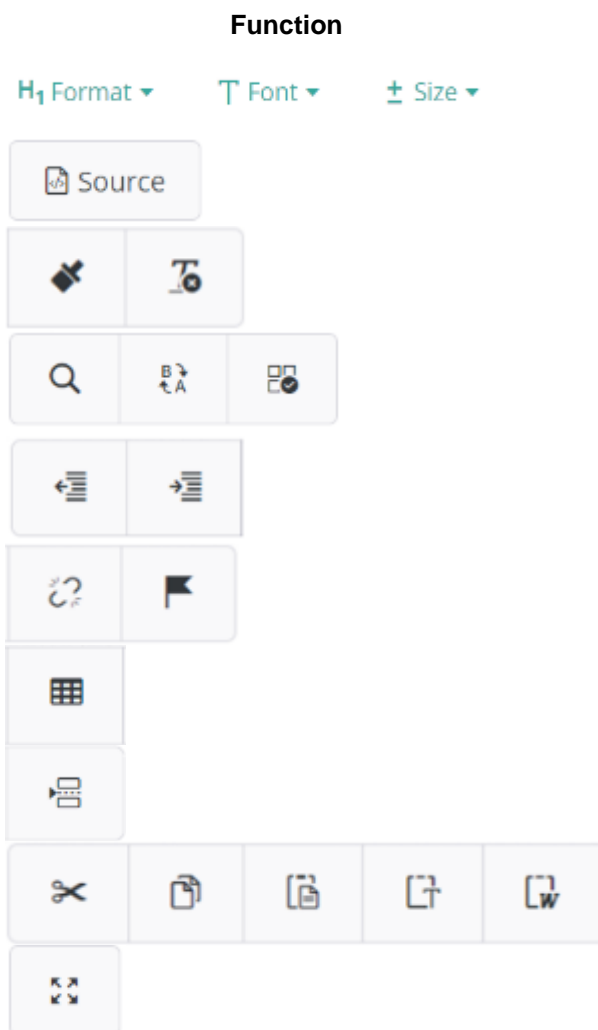 Function
H1 Format T Font ± Size
Source
B A
T W